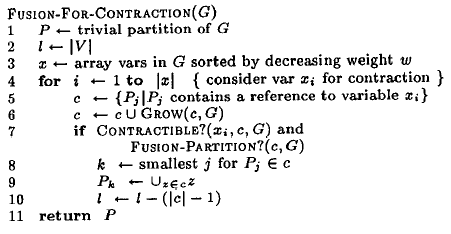 FUSION-FOR-CONTRACTION(G)
1 P ← trivial partition of G
2 l ← |V|
3 x ← array vars in G sorted by decreasing weight w
4 for i ← 1 to |x| { consider var xᵢ for contraction }
5 c ← {Pⱼ|Pⱼ contains a reference to variable xᵢ}
6 c ← c ∪ GROW(c, G)
7 if CONTRACTIBLE?(xᵢ, c, G) and
FUSION-PARTITION?(c, G)
8 k ← smallest j for Pⱼ ∈ c
9 Pₖ ← ∪z∈c z
10 l ← l − (|c| − 1)
11 return P